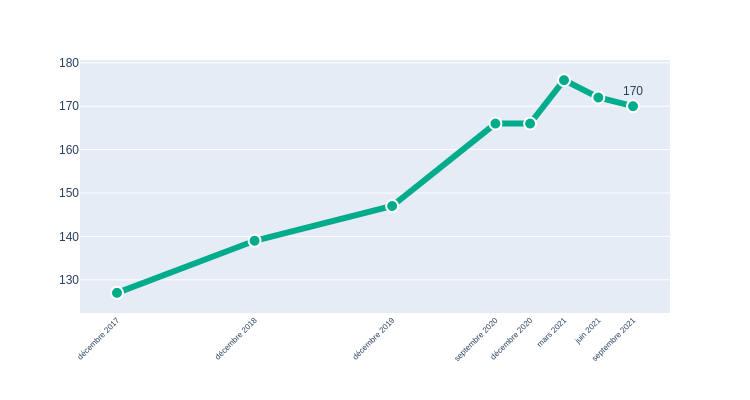 180
170
170
160
150
140
130
décembre 2017
décembre 2018
décembre 2019
septembre 2020
décembre 2020
mars 2021
juin 2021
septembre 2021